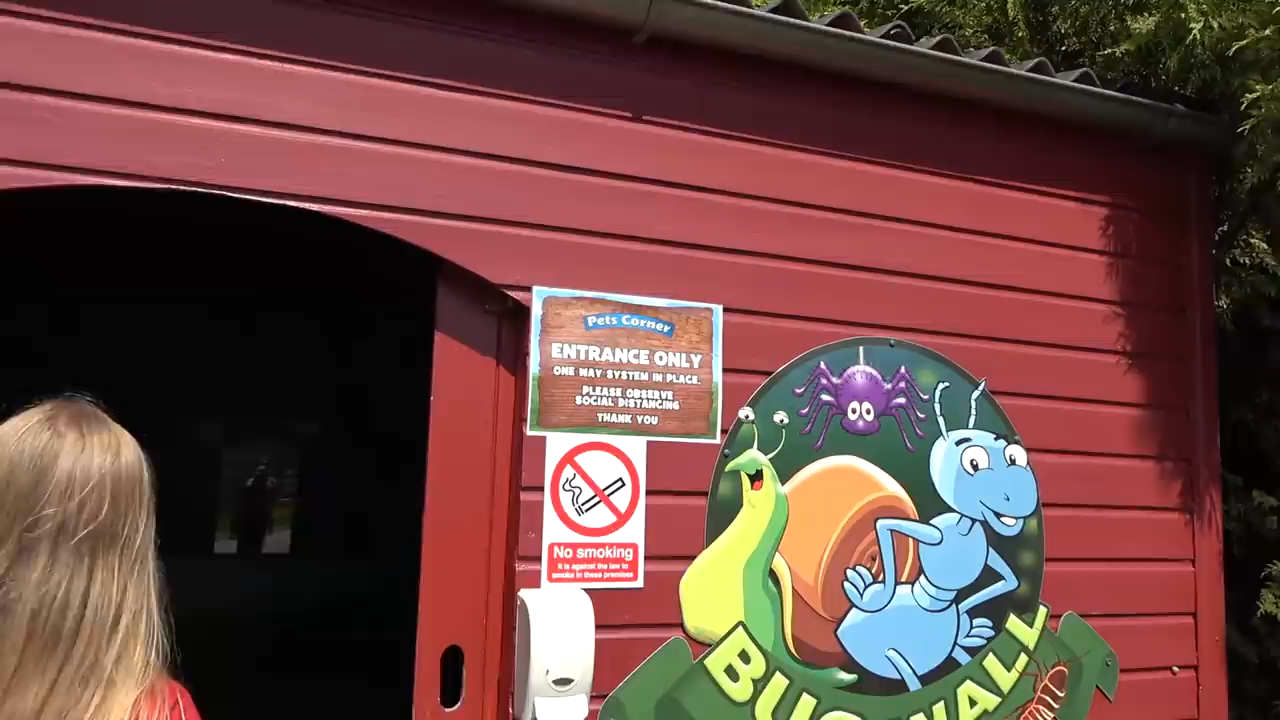 Pets Corner
ENTRANCE ONLY
ONE WAY SYSTEM IN PLACE.
PLEASE OBSERVE
SOCIAL DISTANCING
THANK YOU
No smoking
It is against the law to
smoke in these premises